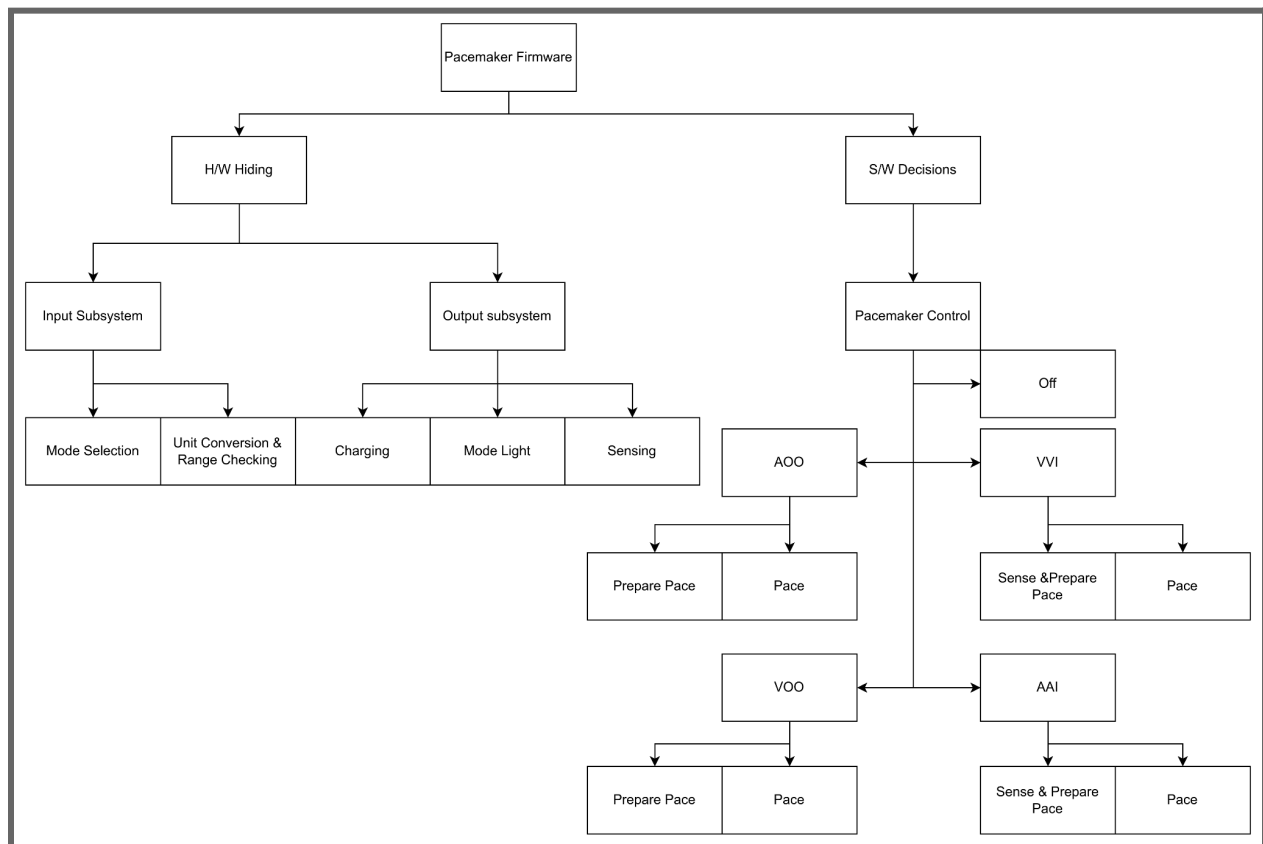 Pacemaker Firmware
H/W Hiding
S/W Decisions
Input Subsystem
Output subsystem
Pacemaker Control
Off
Mode Selection
Unit Conversion &
Range Checking
Charging
Mode Light
Sensing
AOO
VVI
Prepare Pace
Pace
Sense &Prepare
Pace
Pace
VOO
AAI
Prepare Pace
Pace
Sense & Prepare
Pace
Pace